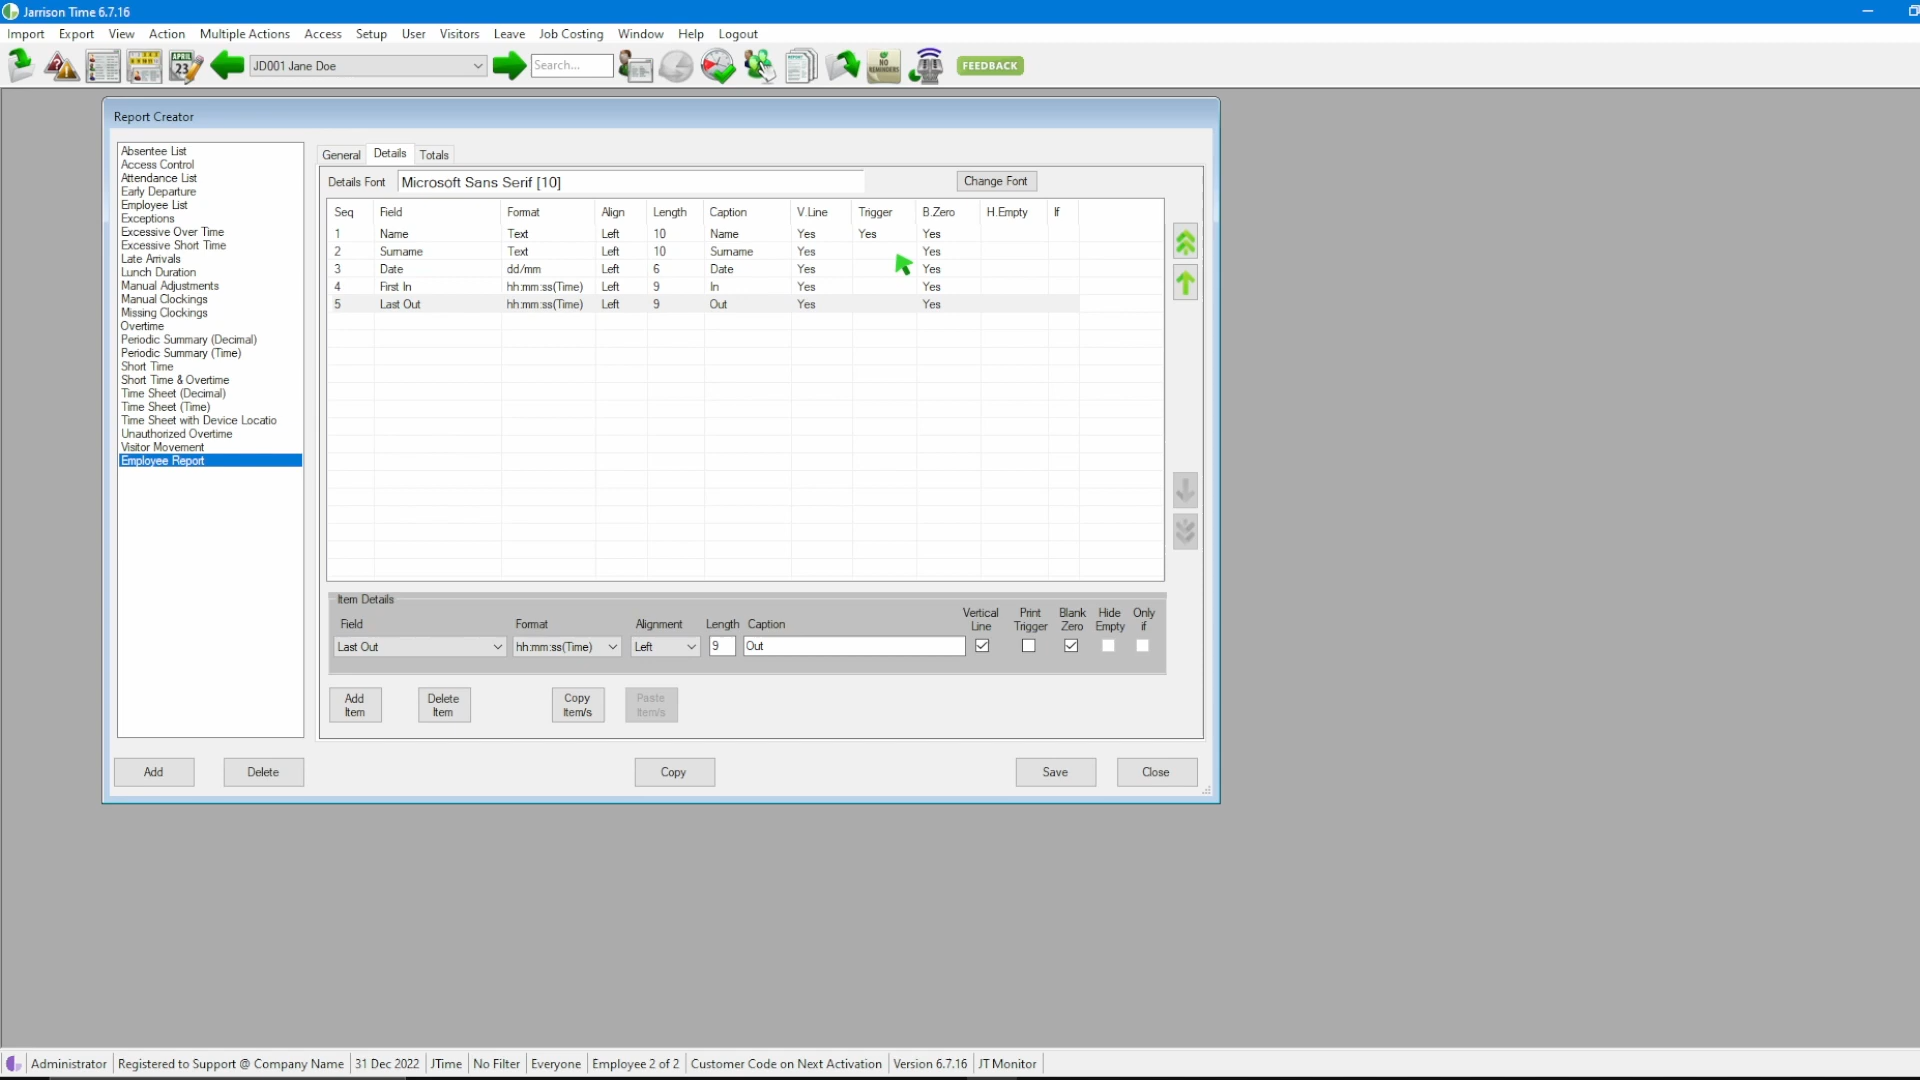 Jarrison Time 6.7.16
Import Export View Action Multiple Actions Access Setup User Visitors Leave Job Costing Window Help Logout
APRIL 23 JD001 Jane Doe Search... REPORT NO REMINDERS FEEDBACK
Report Creator
Absentee List
Access Control
Attendance List
Early Departure
Employee List
Exceptions
Excessive Over Time
Excessive Short Time
Late Arrivals
Lunch Duration
Manual Adjustments
Manual Clockings
Missing Clockings
Overtime
Periodic Summary (Decimal)
Periodic Summary (Time)
Short Time
Short Time & Overtime
Time Sheet (Decimal)
Time Sheet (Time)
Time Sheet with Device Locatio
Unauthorized Overtime
Visitor Movement
Employee Report
General Details Totals
Details Font Microsoft Sans Serif [10] Change Font
Seq Field Format Align Length Caption V.Line Trigger B.Zero H.Empty If
1 Name Text Left 10 Name Yes Yes Yes
2 Surname Text Left 10 Surname Yes Yes
3 Date dd/mm Left 6 Date Yes Yes
4 First In hh:mm:ss(Time) Left 9 In Yes Yes
5 Last Out hh:mm:ss(Time) Left 9 Out Yes Yes
Item Details
Field Format Alignment Length Caption Vertical Line Print Trigger Blank Zero Hide Empty Only if
Last Out hh:mm:ss(Time) Left 9 Out
Add Item Delete Item Copy Item/s Paste Item/s
Add Delete Copy Save Close
Administrator Registered to Support @ Company Name 31 Dec 2022 JTime No Filter Everyone Employee 2 of 2 Customer Code on Next Activation Version 6.7.16 JT Monitor